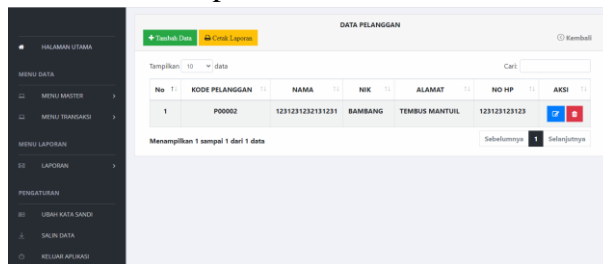 DATA PELANGGAN
+ Tambah Data
Cetak Laporan
Kembali
HALAMAN UTAMA
MENU DATA
MENU MASTER
MENU TRANSAKSI
MENU LAPORAN
LAPORAN
PENGATURAN
UBAH KATA SANDI
SALIN DATA
KELUAR APLIKASI
Tampilkan 10 data
Cari:
No KODE PELANGGAN NAMA NIK ALAMAT NO HP AKSI
1 P00002 1231231232131231 BAMBANG TEMBUS MANTUIL 123123123123
Menampilkan 1 sampai 1 dari 1 data
Sebelumnya 1 Selanjutnya